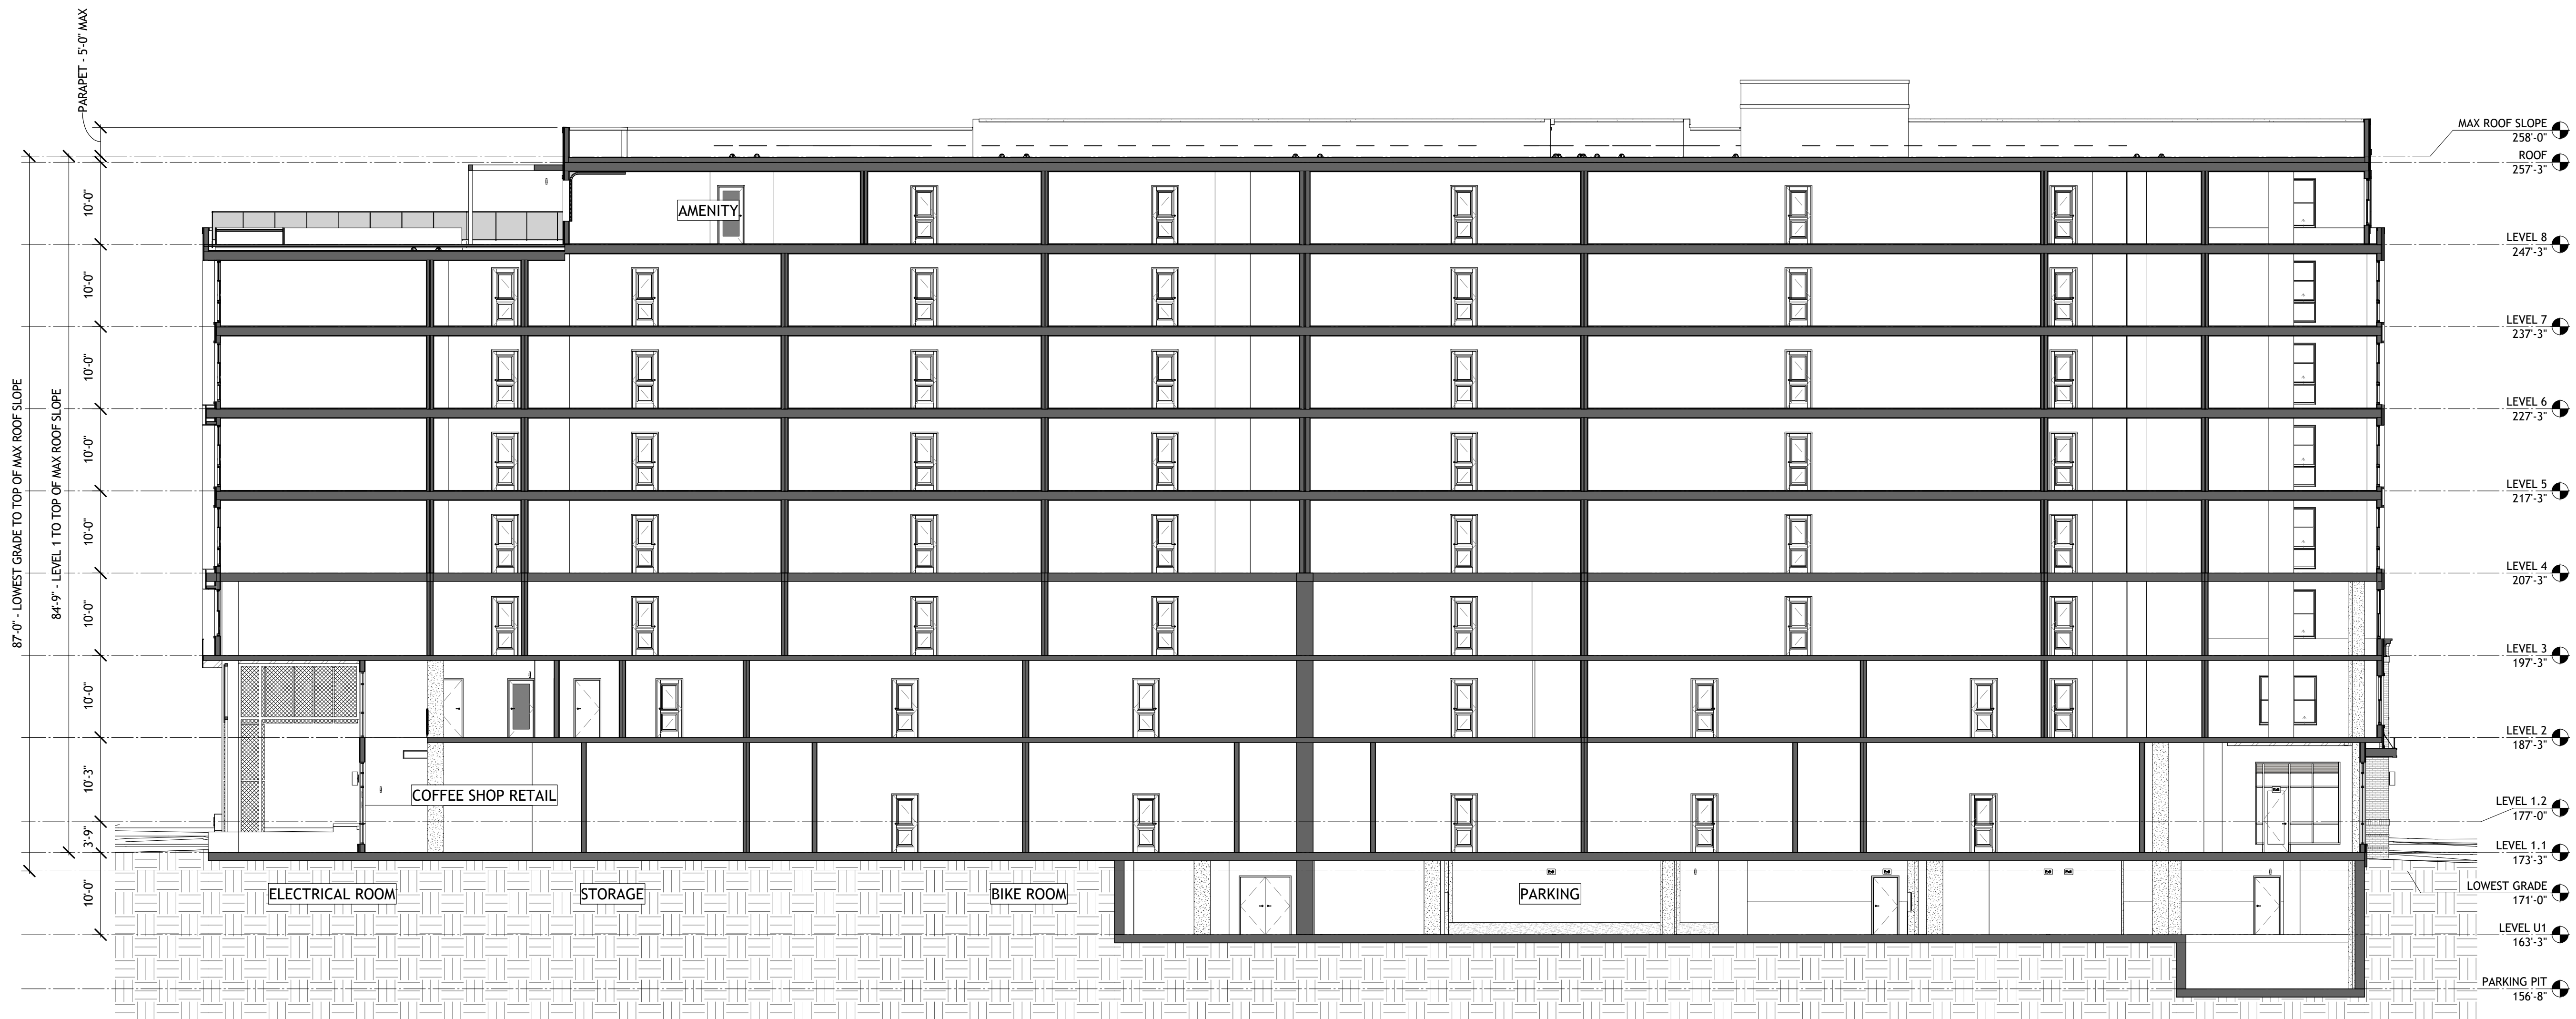 PARAPET - 5'-0" MAX
87'-0" - LOWEST GRADE TO TOP OF MAX ROOF SLOPE
84'-9" - LEVEL 1 TO TOP OF MAX ROOF SLOPE
10'-0"
10'-0"
10'-0"
10'-0"
10'-0"
10'-0"
10'-0"
10'-3"
3'-9"
10'-0"
AMENITY
COFFEE SHOP RETAIL
ELECTRICAL ROOM
STORAGE
BIKE ROOM
PARKING
MAX ROOF SLOPE
258'-0"
ROOF
257'-3"
LEVEL 8
247'-3"
LEVEL 7
237'-3"
LEVEL 6
227'-3"
LEVEL 5
217'-3"
LEVEL 4
207'-3"
LEVEL 3
197'-3"
LEVEL 2
187'-3"
LEVEL 1.2
177'-0"
LEVEL 1.1
173'-3"
LOWEST GRADE
171'-0"
LEVEL U1
163'-3"
PARKING PIT
156'-8"